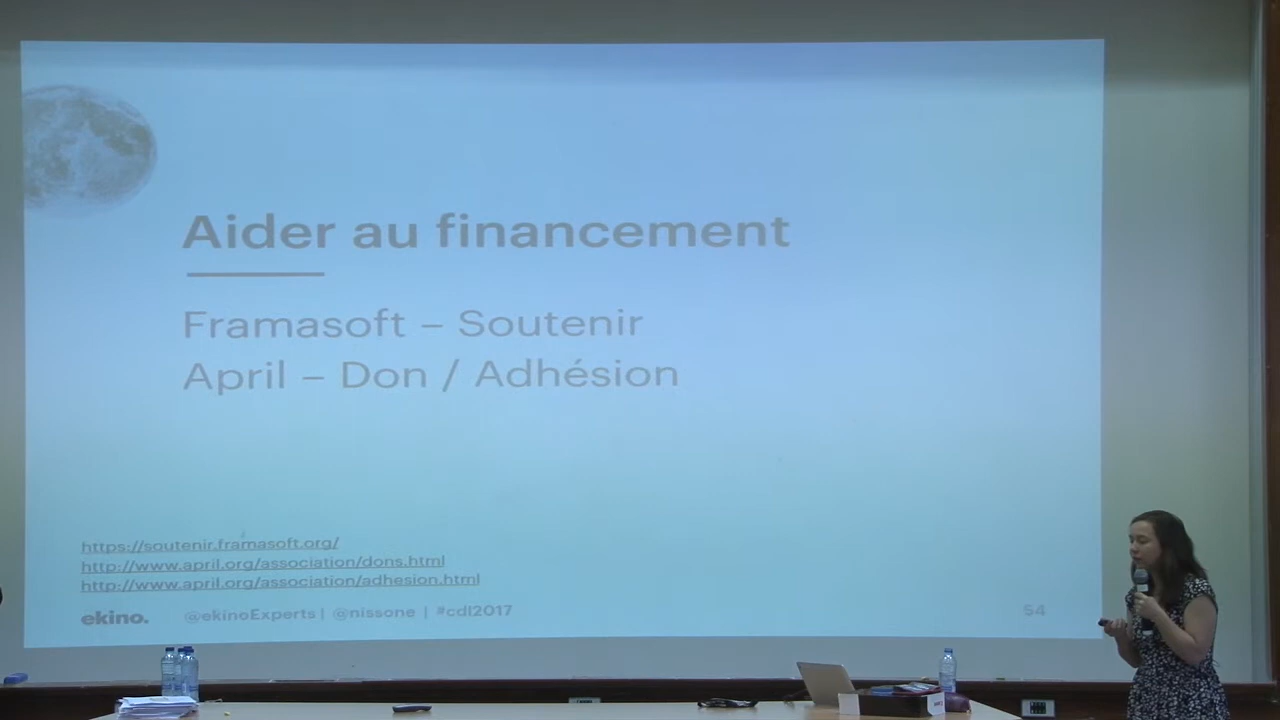 Aider au financement
Framasoft – Soutenir
April – Don / Adhésion
https://soutenir.framasoft.org/
http://www.april.org/association/dons.html
http://www.april.org/association/adhesion.html
ekino. @ekinoExperts | @nissone | #cdl2017
54